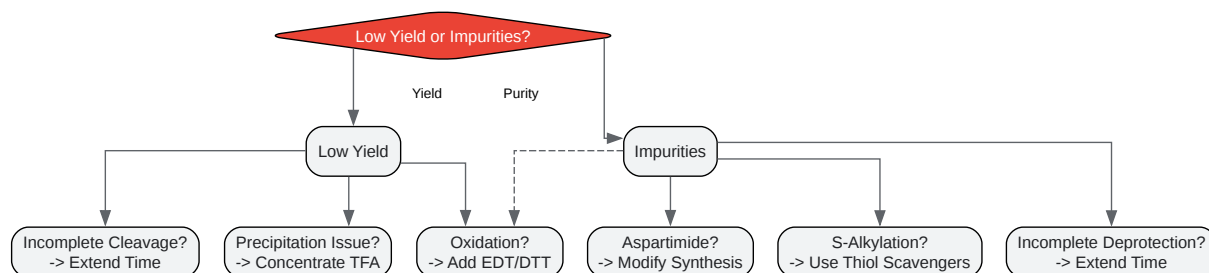 Low Yield or Impurities?
Yield
Purity
Low Yield
Impurities
Incomplete Cleavage?
-> Extend Time
Precipitation Issue?
-> Concentrate TFA
Oxidation?
-> Add EDT/DTT
Aspartimide?
-> Modify Synthesis
S-Alkylation?
-> Use Thiol Scavengers
Incomplete Deprotection?
-> Extend Time